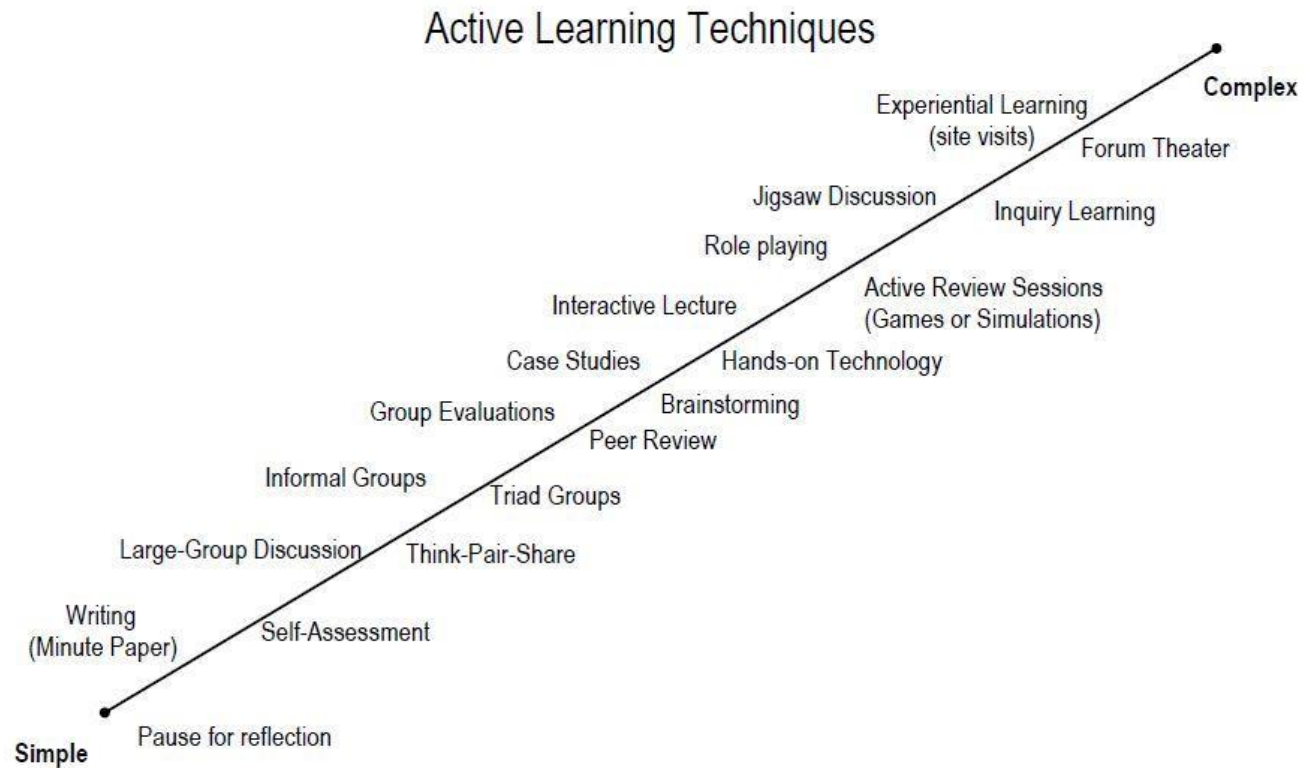 Active Learning Techniques
Complex
Experiential Learning
(site visits)
Forum Theater
Jigsaw Discussion
Inquiry Learning
Role playing
Active Review Sessions
(Games or Simulations)
Interactive Lecture
Case Studies
Hands-on Technology
Group Evaluations
Brainstorming
Peer Review
Informal Groups
Triad Groups
Large-Group Discussion
Think-Pair-Share
Writing
(Minute Paper)
Self-Assessment
Pause for reflection
Simple